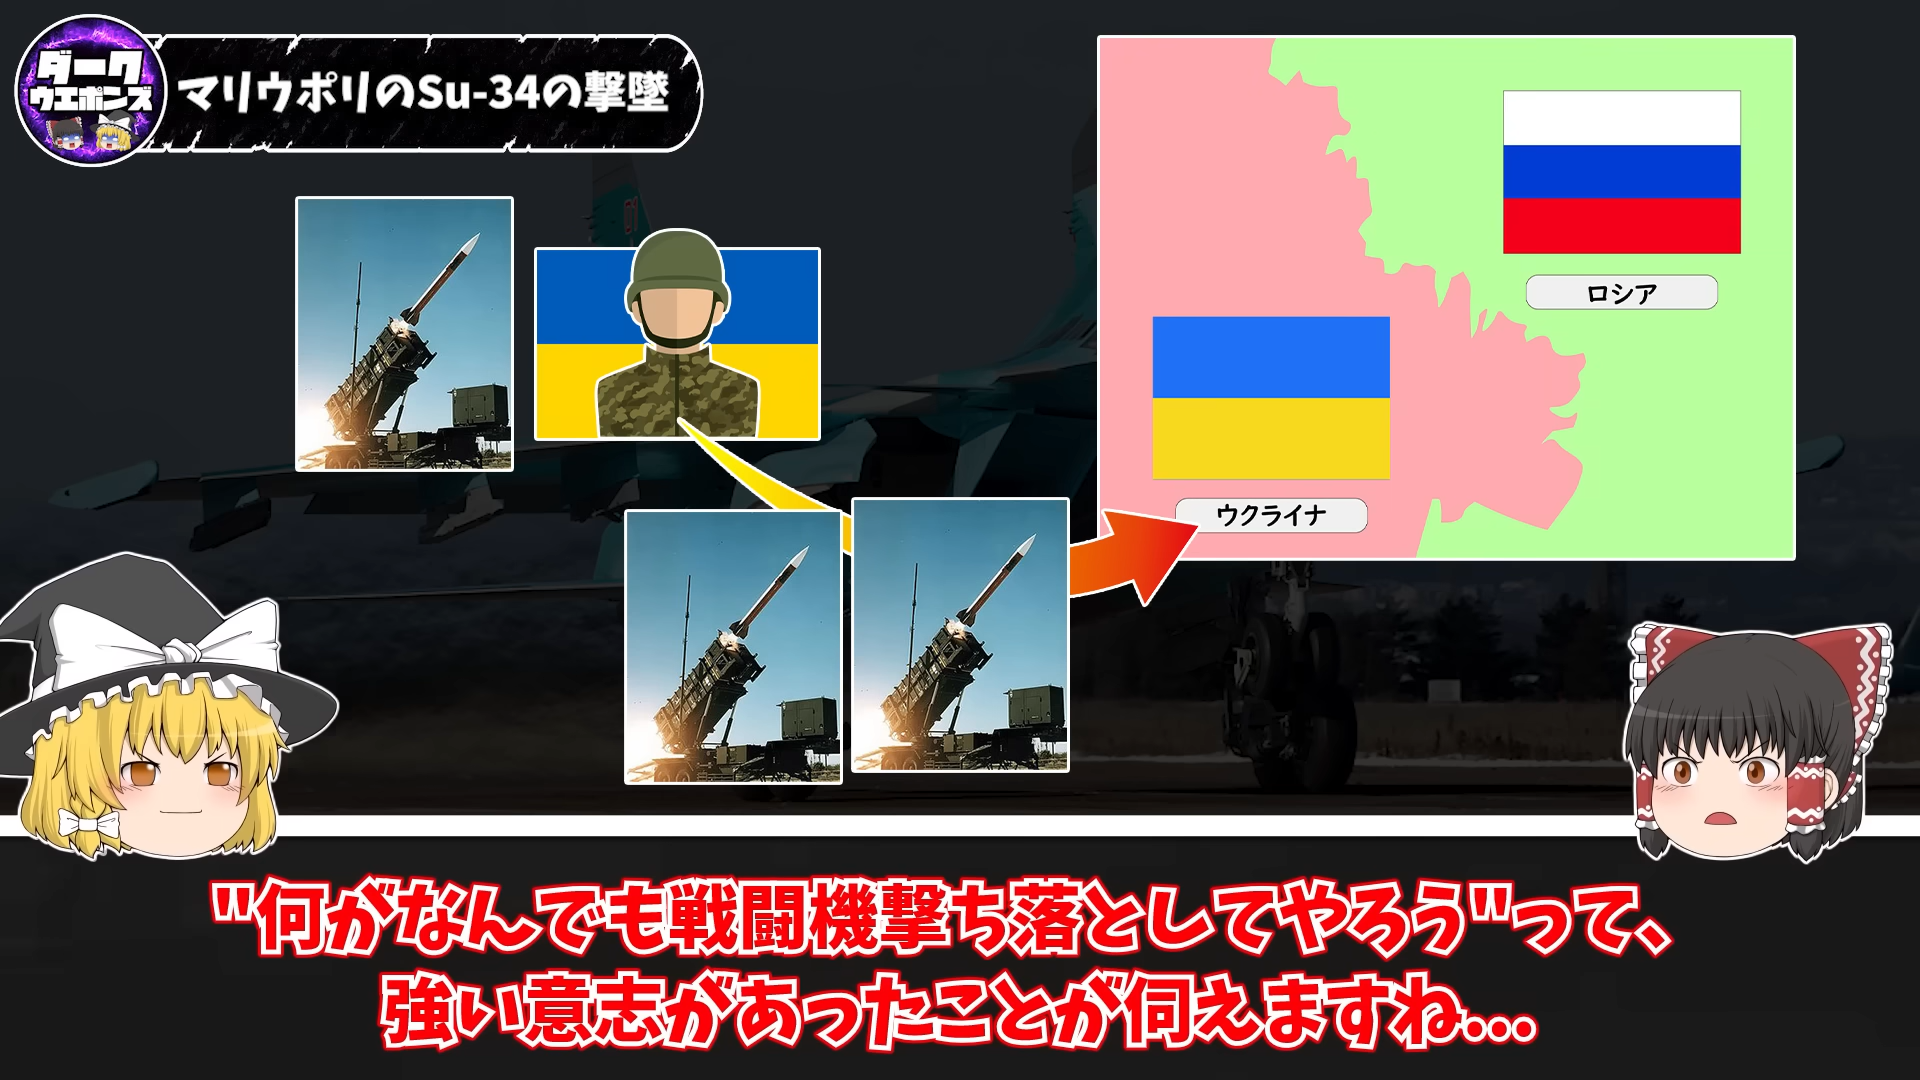 ダーク
ウエポンズ
マリウポリのSu-34の撃墜
01
ロシア
ウクライナ
"何がなんでも戦闘機撃ち落としてやろう"って、
強い意志があったことが伺えますね...